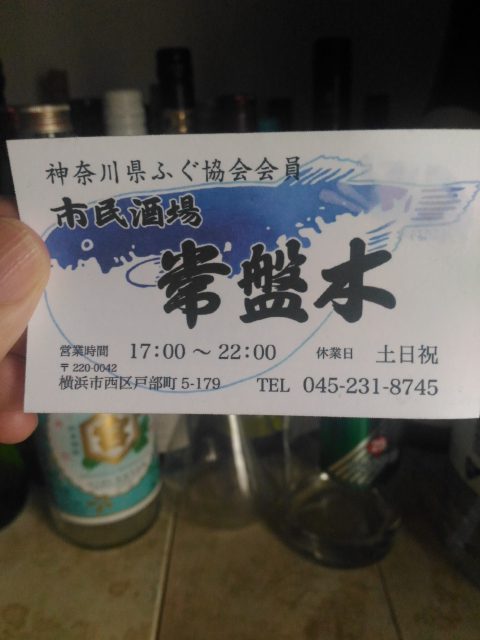 神奈川県ふぐ協会会員
市民酒場
常盤木
営業時間 17:00 ～ 22:00 休業日 土日祝
〒220-0042
横浜市西区戸部町 5-179 TEL 045-231-8745